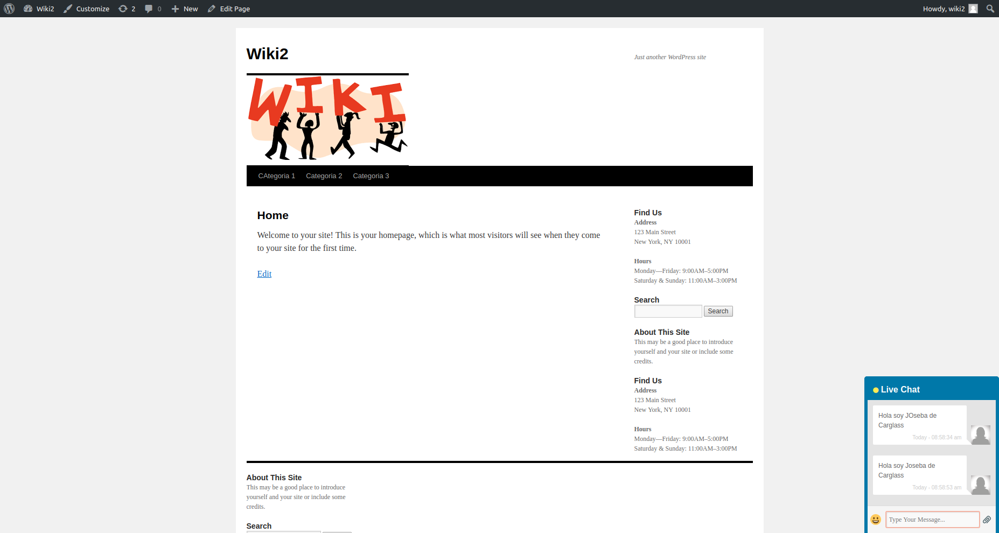 Wiki2 Customize 2 0 New Edit Page Howdy, wiki2
Wiki2
Just another WordPress site
WIKI
CAtegoria 1 Categoria 2 Categoria 3
Home
Welcome to your site! This is your homepage, which is what most visitors will see when they come
to your site for the first time.
Edit
Find Us
Address
123 Main Street
New York, NY 10001
Hours
Monday—Friday: 9:00AM–5:00PM
Saturday & Sunday: 11:00AM–3:00PM
Search
Search
About This Site
This may be a good place to introduce
yourself and your site or include some
credits.
Find Us
Address
123 Main Street
New York, NY 10001
Hours
Monday—Friday: 9:00AM–5:00PM
Saturday & Sunday: 11:00AM–3:00PM
About This Site
This may be a good place to introduce
yourself and your site or include some
credits.
Search
Live Chat
Hola soy JOseba de
Carglass
Today - 08:58:34 am
Hola soy Joseba de
Carglass
Today - 08:58:53 am
Type Your Message...